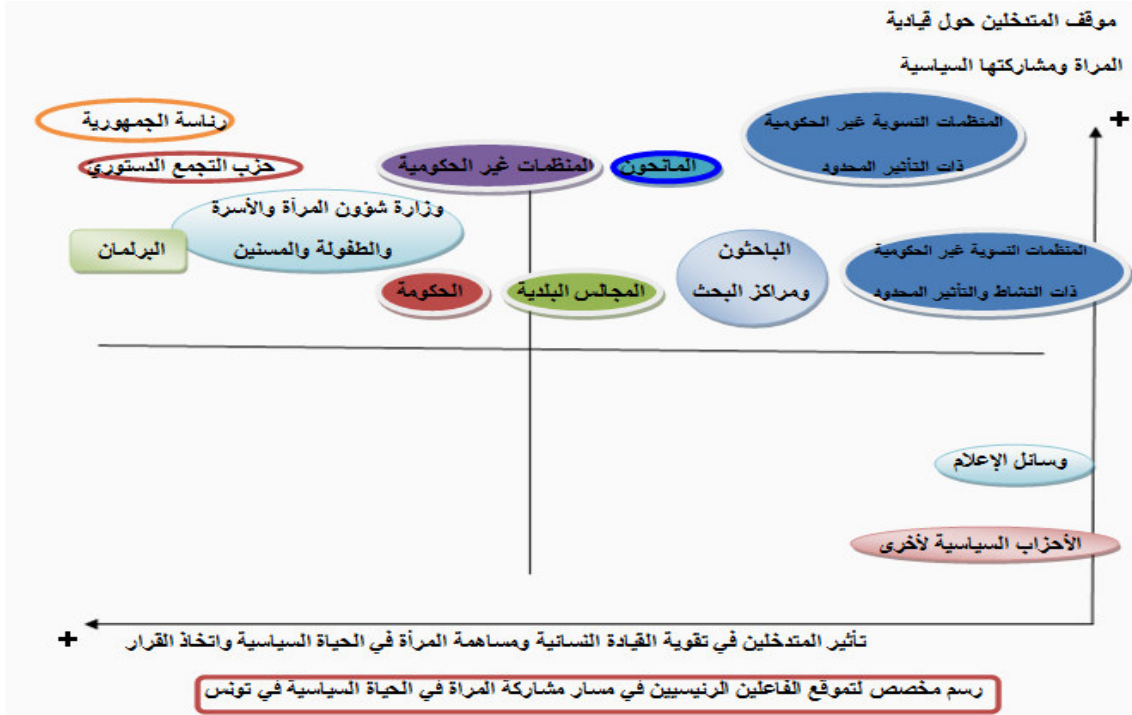 موقف المتدخلين حول قيادية
المراة ومشاركتها السياسية
+
المنظمات النسوية غير الحكومية
ذات التأثير المحدود
المانحون
المنظمات غير الحكومية
رئاسة الجمهورية
حزب التجمع الدستوري
وزارة شؤون المرأة والأسرة
والطفولة والمسنين
البرلمان
المنظمات النسوية غير الحكومية
ذات النشاط والتأثير المحدود
الباحثون
ومراكز البحث
المجالس البلدية
الحكومة
وسائل الإعلام
الأحزاب السياسية لأخرى
تأثير المتدخلين في تقوية القيادة النسائية ومساهمة المرأة في الحياة السياسية واتخاذ القرار
+
رسم مخصص لتموقع الفاعلين الرئيسيين في مسار مشاركة المراة في الحياة السياسية في تونس